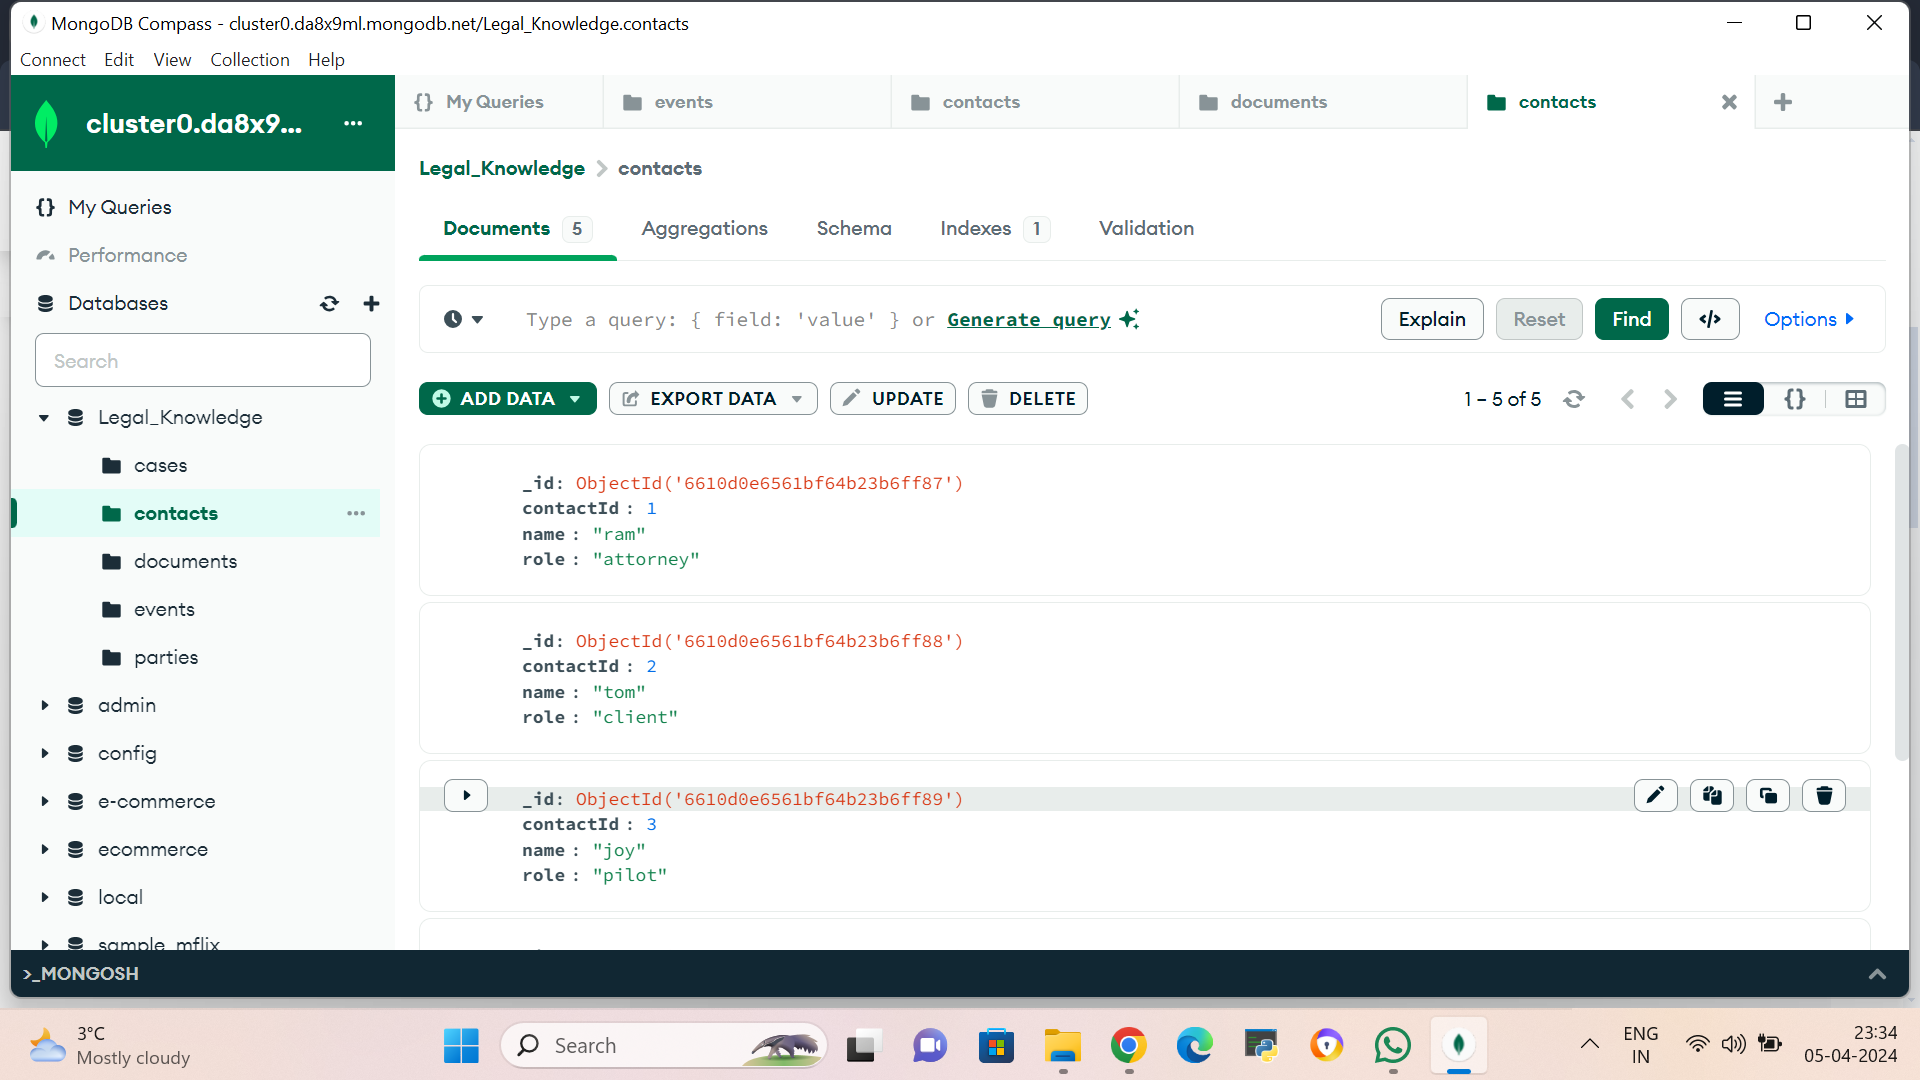 MongoDB Compass - cluster0.da8x9ml.mongodb.net/Legal_Knowledge.contacts
Connect Edit View Collection Help
cluster0.da8x9...
My Queries
events
contacts
documents
contacts
Legal_Knowledge > contacts
My Queries
Performance
Databases
Search
Legal_Knowledge
cases
contacts
documents
events
parties
admin
config
e-commerce
ecommerce
local
sample_mflix
Documents 5
Aggregations
Schema
Indexes 1
Validation
Type a query: { field: 'value' } or Generate query
Explain
Reset
Find
</>
Options
ADD DATA
EXPORT DATA
UPDATE
DELETE
1 – 5 of 5
{}
_id: ObjectId('6610d0e6561bf64b23b6ff87')
contactId : 1
name : "ram"
role : "attorney"
_id: ObjectId('6610d0e6561bf64b23b6ff88')
contactId : 2
name : "tom"
role : "client"
_id: ObjectId('6610d0e6561bf64b23b6ff89')
contactId : 3
name : "joy"
role : "pilot"
>_MONGOSH
3°C
Mostly cloudy
Search
ENG
IN
23:34
05-04-2024